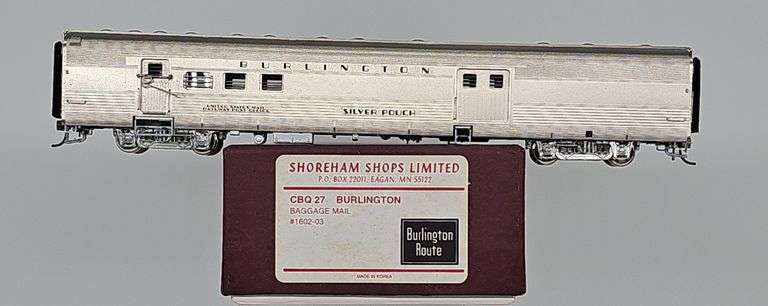 BURLINGTON
UNITED STATES MAIL
RAILWAY POST OFFICE
SILVER POUCH
SHOREHAM SHOPS LIMITED
P.O. BOX 22011, EAGAN, MN 55122
CBQ 27 BURLINGTON
BAGGAGE MAIL
#1602-03
Burlington
Route
MADE IN KOREA